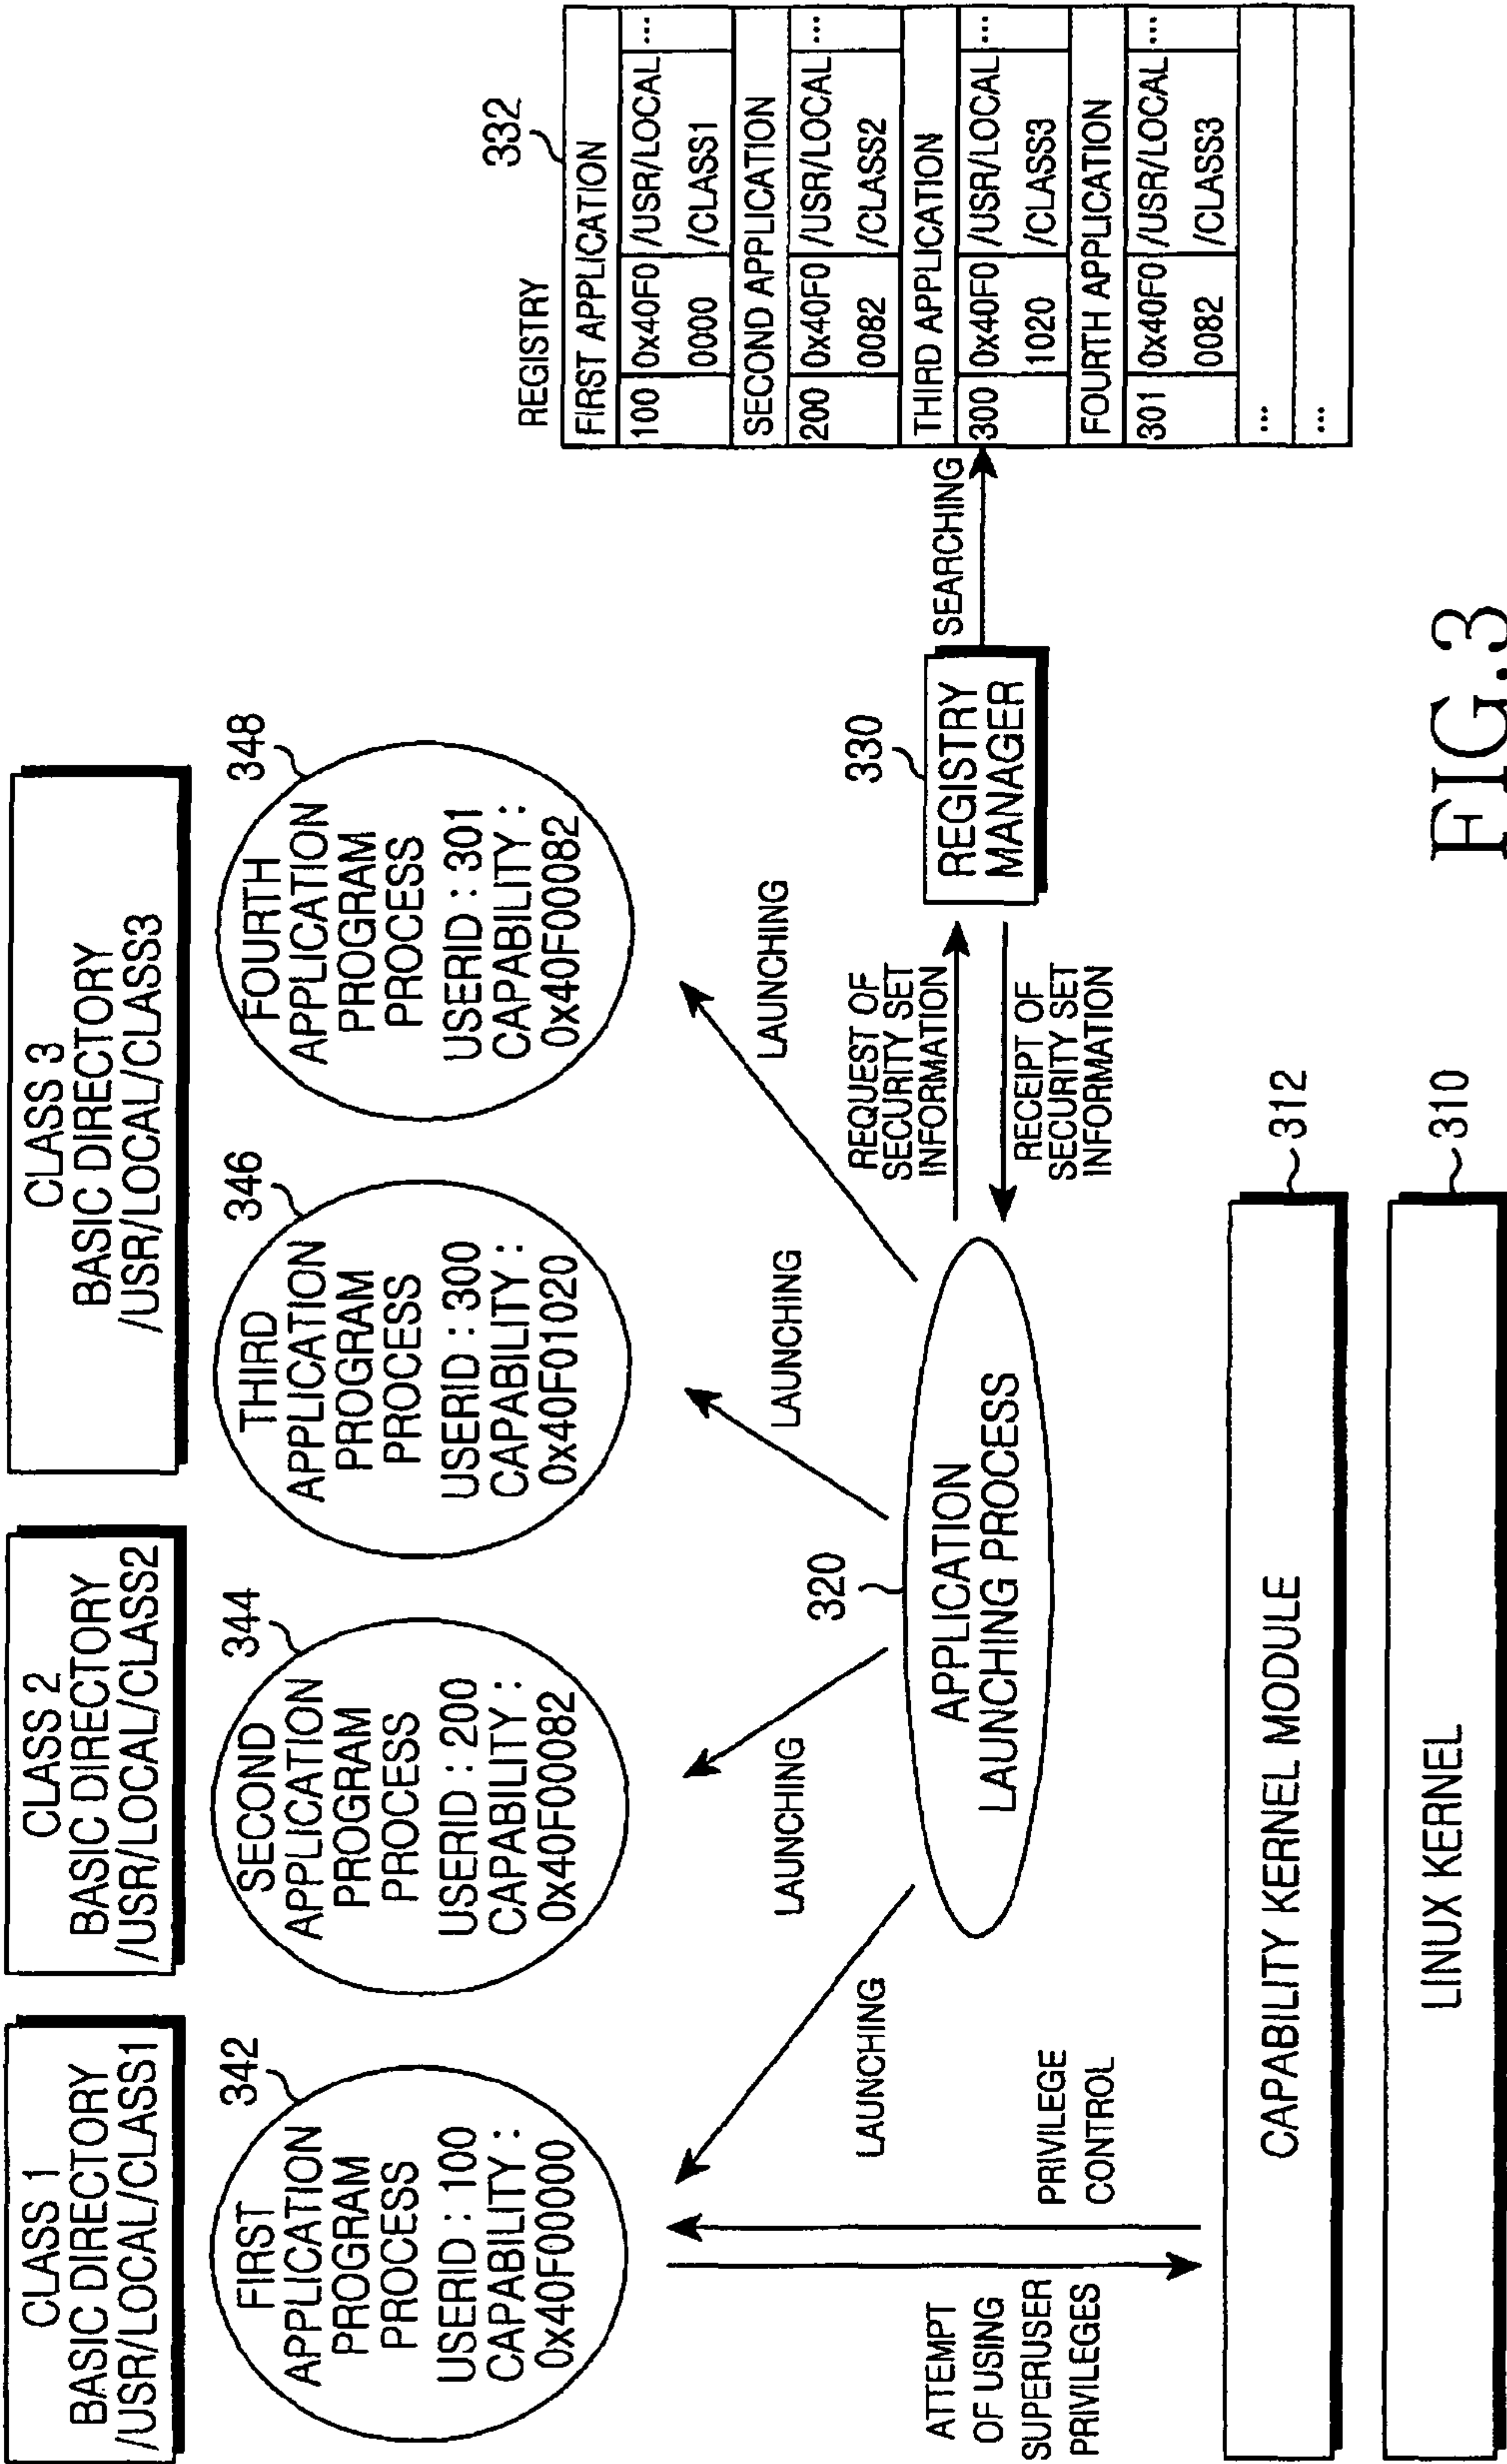 CLASS 1
BASIC DIRECTORY
/USR/LOCAL/CLASS1
CLASS 2
BASIC DIRECTORY
/USR/LOCAL/CLASS2
CLASS 3
BASIC DIRECTORY
/USR/LOCAL/CLASS3
342
FIRST
APPLICATION
PROGRAM
PROCESS
USERID : 100
CAPABILITY :
0x40F00000
344
SECOND
APPLICATION
PROGRAM
PROCESS
USERID : 200
CAPABILITY :
0x40F00082
346
THIRD
APPLICATION
PROGRAM
PROCESS
USERID : 300
CAPABILITY :
0x40F01020
348
FOURTH
APPLICATION
PROGRAM
PROCESS
USERID : 301
CAPABILITY :
0x40F00082
LAUNCHING
LAUNCHING
LAUNCHING
LAUNCHING
ATTEMPT
OF USING
SUPERUSER
PRIVILEGES
PRIVILEGE
CONTROL
320
APPLICATION
LAUNCHING PROCESS
REQUEST OF
SECURITY SET
INFORMATION
RECEIPT OF
SECURITY SET
INFORMATION
330
REGISTRY
MANAGER
SEARCHING
REGISTRY
332
FIRST APPLICATION
100 0x40F0 /USR/LOCAL ...
0000 /CLASS1
SECOND APPLICATION
200 0x40F0 /USR/LOCAL ...
0082 /CLASS2
THIRD APPLICATION
300 0x40F0 /USR/LOCAL ...
1020 /CLASS3
FOURTH APPLICATION
301 0x40F0 /USR/LOCAL ...
0082 /CLASS3
...
...
CAPABILITY KERNEL MODULE
312
LINUX KERNEL
310
FIG.3